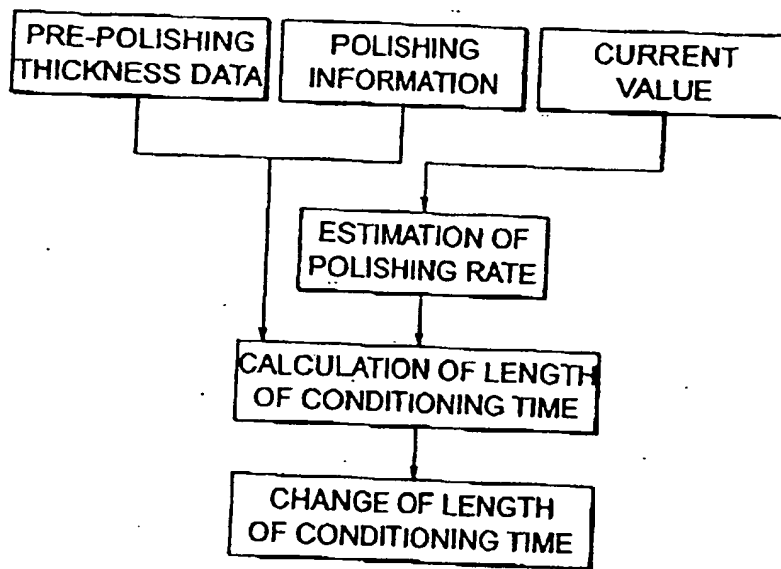 PRE-POLISHING
THICKNESS DATA
POLISHING
INFORMATION
CURRENT
VALUE
ESTIMATION OF
POLISHING RATE
CALCULATION OF LENGTH
OF CONDITIONING TIME
CHANGE OF LENGTH
OF CONDITIONING TIME